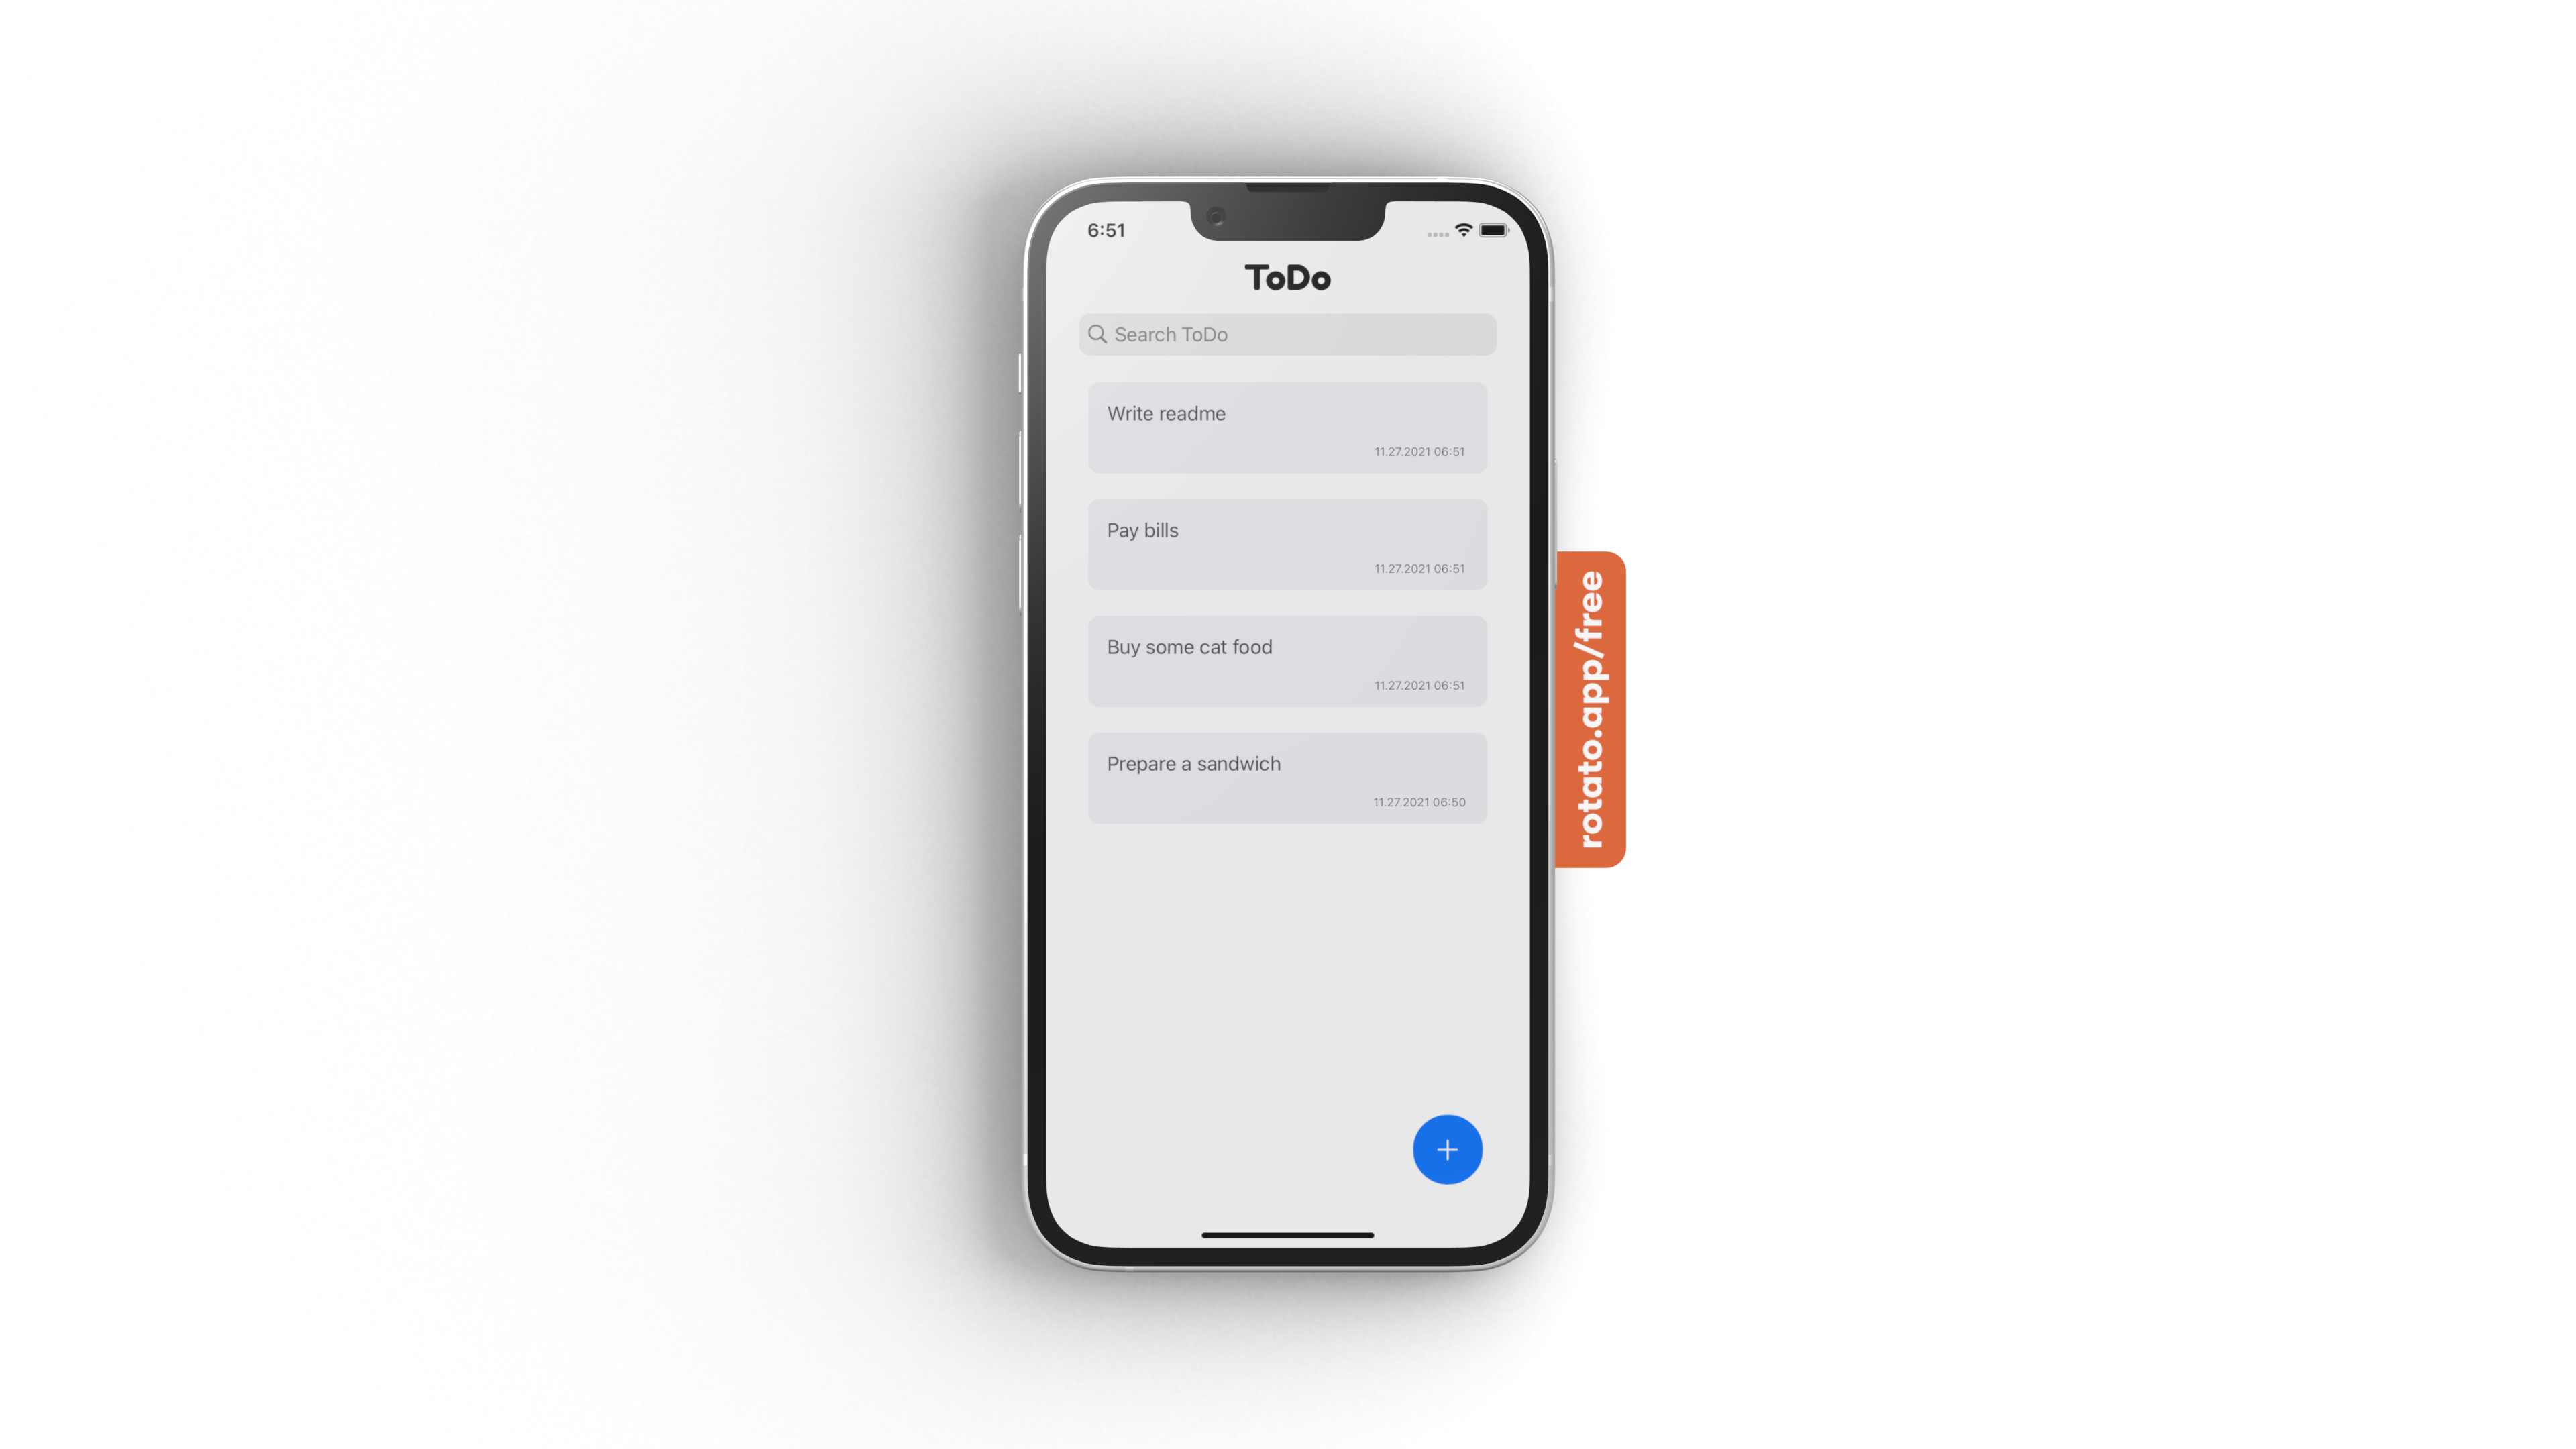 6:51
ToDo
Search ToDo
Write readme
11.27.2021 06:51
Pay bills
11.27.2021 06:51
Buy some cat food
11.27.2021 06:51
Prepare a sandwich
11.27.2021 06:50
+
rotato.app/free